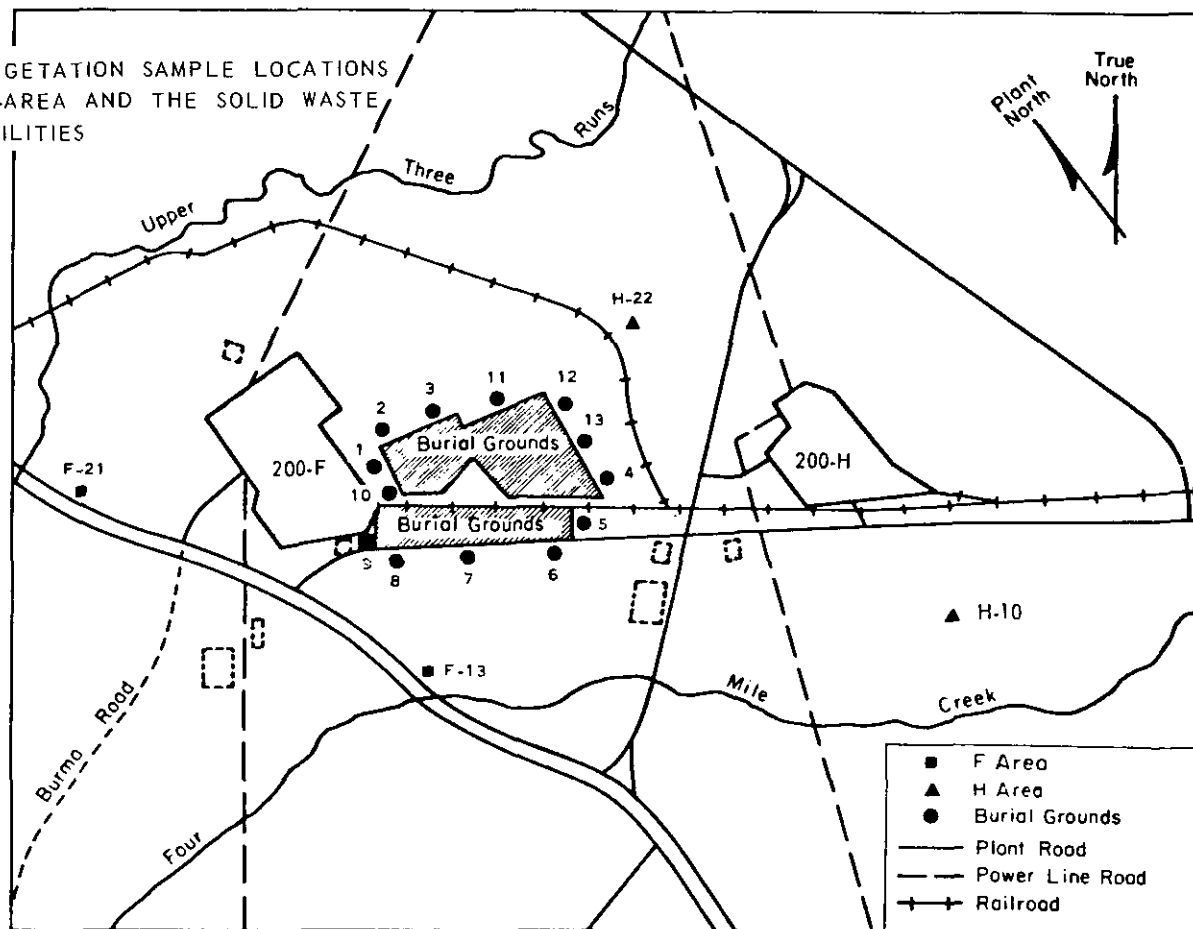 GETATION SAMPLE LOCATIONS
AREA AND THE SOLID WASTE
ILITIES
Plant North
True North
Upper Three Runs
H-22
11
12
3
2
13
Burial Grounds
1
4
200-F
200-H
F-21
10
Burial Grounds
5
9
8
7
6
H-10
F-13
Burma Road
Four Mile Creek
F Area
H Area
Burial Grounds
Plant Road
Power Line Road
Railroad